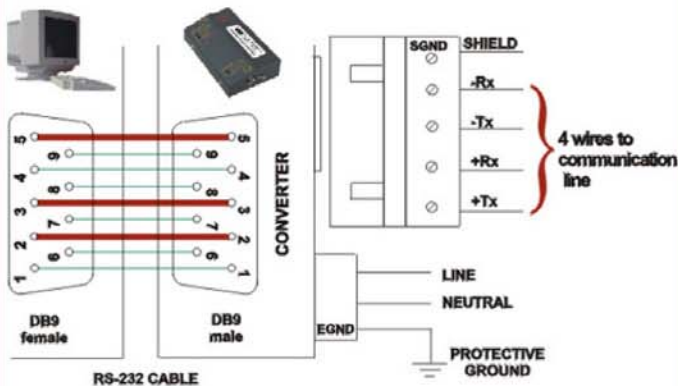 SGND
SHIELD
-Rx
-Tx
+Rx
+Tx
4 wires to
communication
line
5
9
4
8
3
7
2
6
1
5
9
4
8
3
7
2
6
1
CONVERTER
LINE
NEUTRAL
EGND
PROTECTIVE
GROUND
DB9
female
DB9
male
RS-232 CABLE